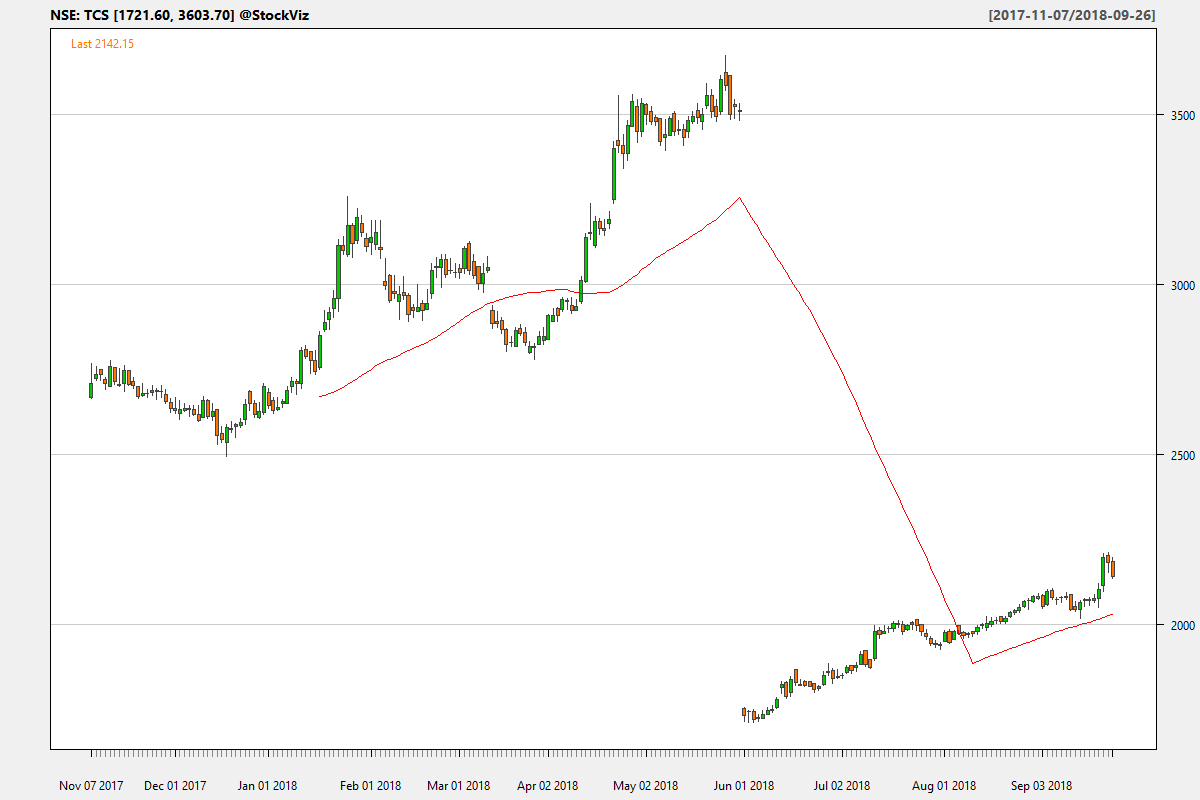 NSE: TCS [1721.60, 3603.70] @StockViz [2017-11-07/2018-09-26]
Last 2142.15
3500
3000
2500
2000
Nov 07 2017 Dec 01 2017 Jan 01 2018 Feb 01 2018 Mar 01 2018 Apr 02 2018 May 02 2018 Jun 01 2018 Jul 02 2018 Aug 01 2018 Sep 03 2018